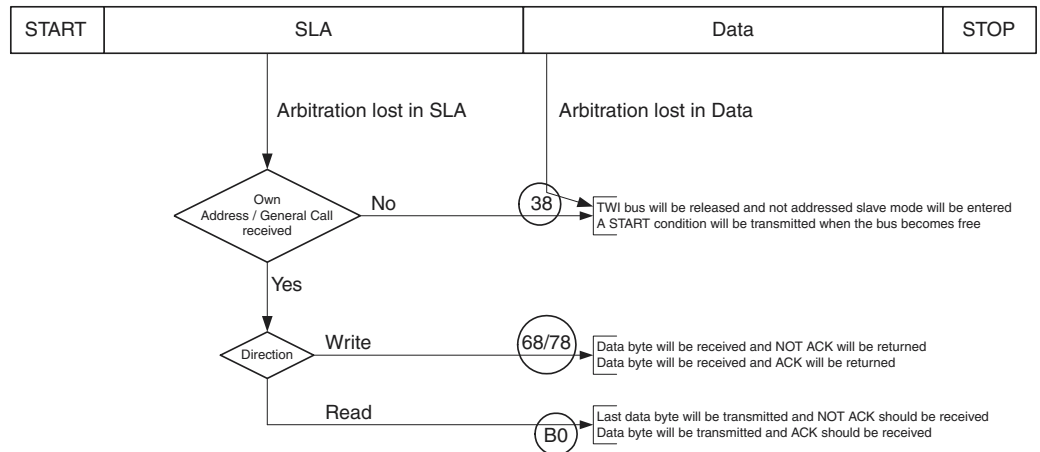 START SLA Data STOP
Arbitration lost in SLA Arbitration lost in Data
Own
Address / General Call
received
No
38
TWI bus will be released and not addressed slave mode will be entered
A START condition will be transmitted when the bus becomes free
Yes
Direction
Write
68/78
Data byte will be received and NOT ACK will be returned
Data byte will be received and ACK will be returned
Read
B0
Last data byte will be transmitted and NOT ACK should be received
Data byte will be transmitted and ACK should be received